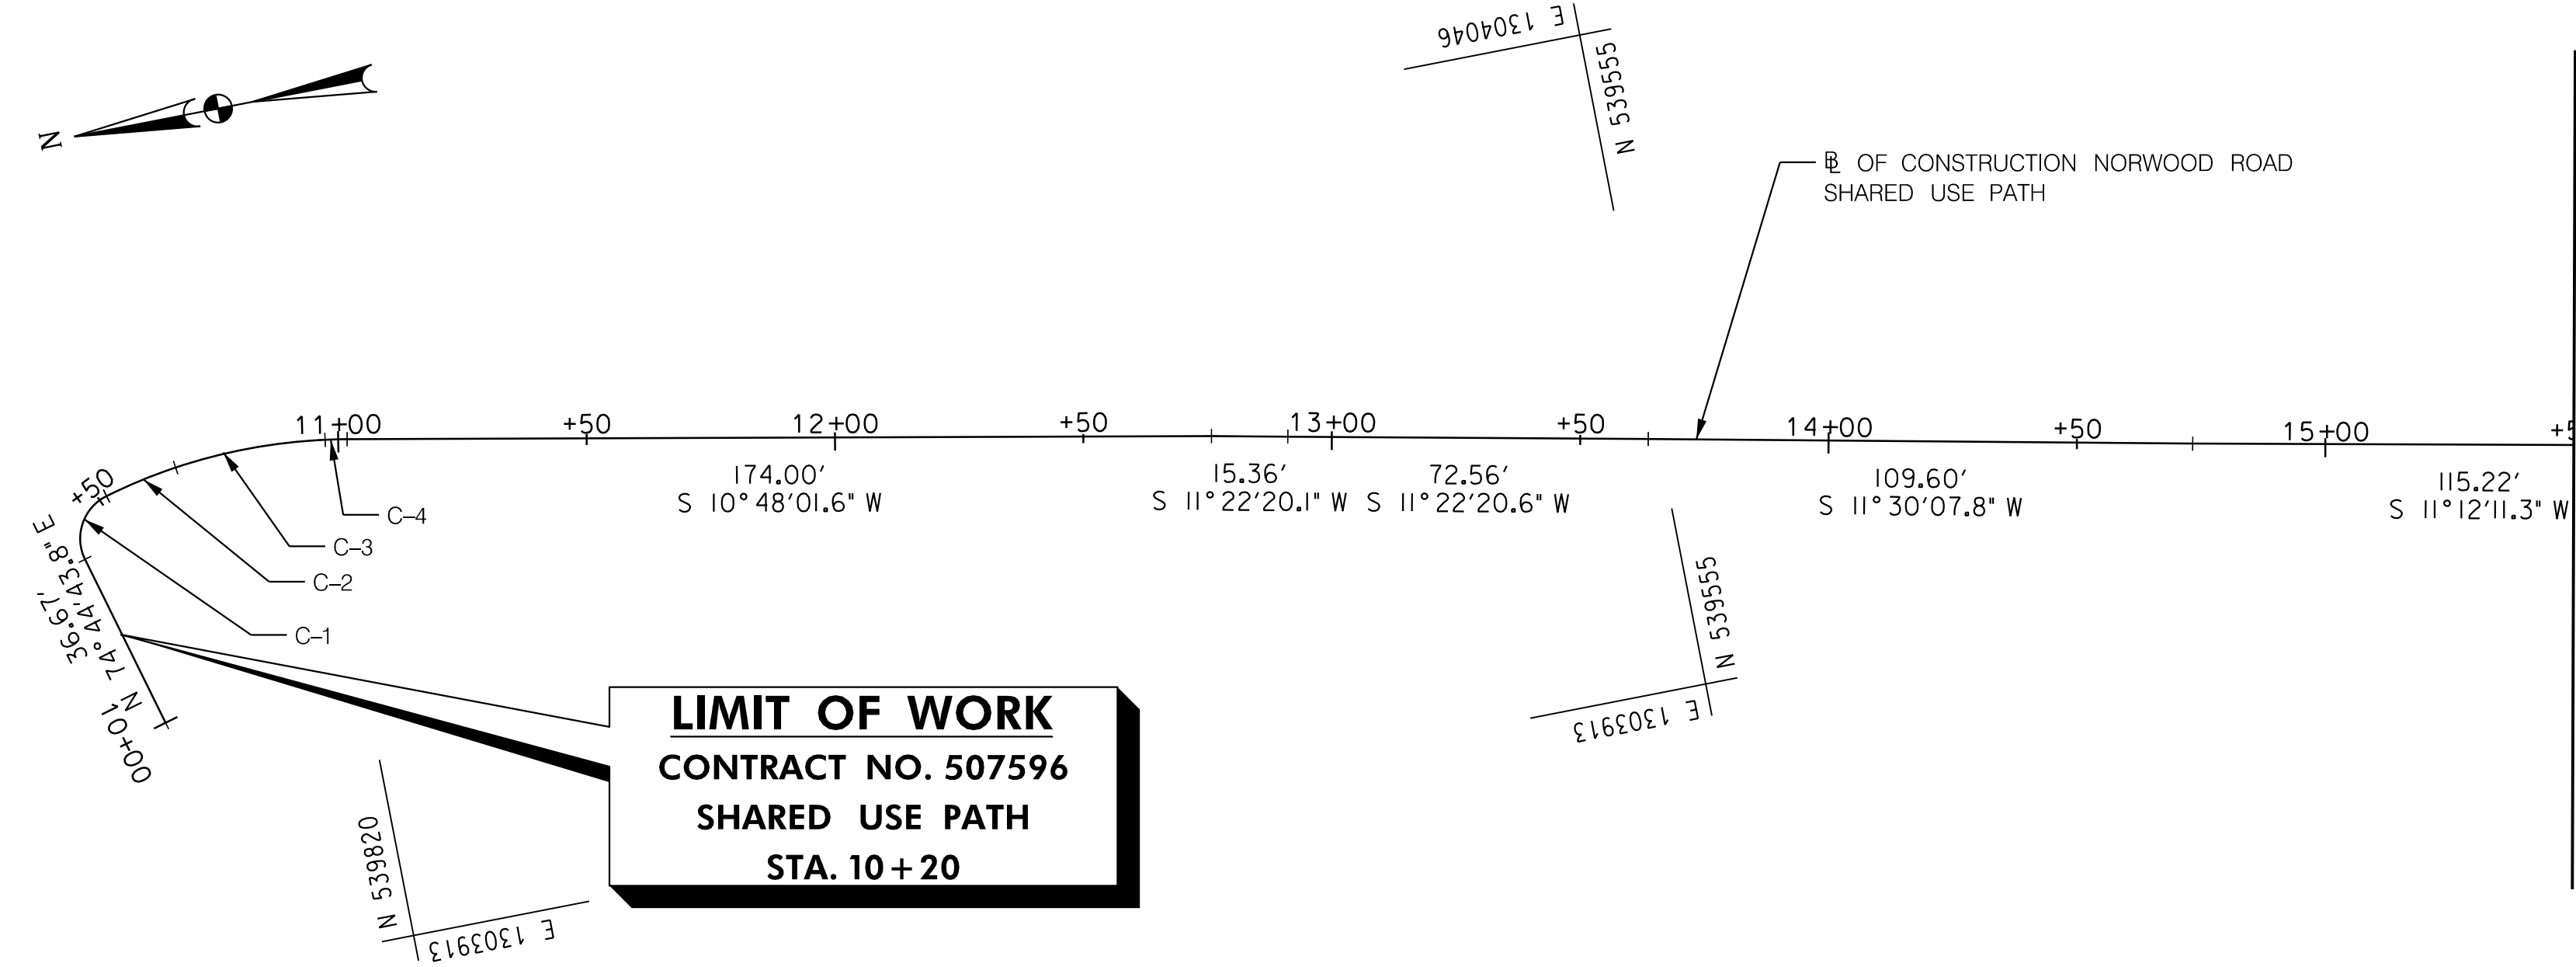 E 1304046
N 539555
N
℄ OF CONSTRUCTION NORWOOD ROAD
SHARED USE PATH
10+00
+50
11+00
+50
12+00
+50
13+00
+50
14+00
+50
15+00
36.67'
N 74°44'43.8" E
174.00'
S 10°48'01.6" W
15.36'
S 11°22'20.1" W
72.56'
S 11°22'20.6" W
109.60'
S 11°30'07.8" W
115.22'
S 11°12'11.3" W
C-4
C-3
C-2
C-1
N 539555
E 1303913
LIMIT OF WORK
CONTRACT NO. 507596
SHARED USE PATH
STA. 10+20
N 539820
E 1303913